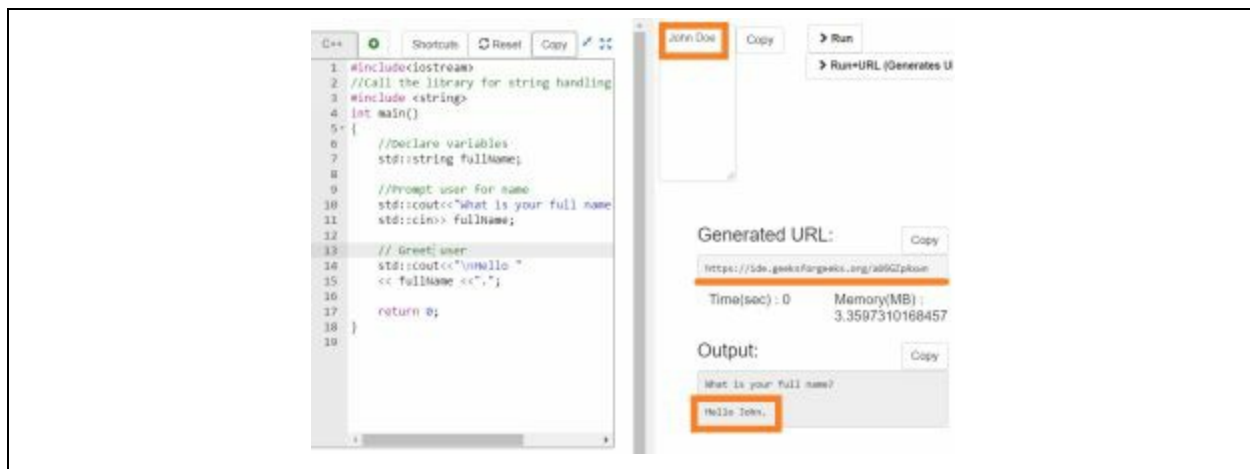 C++
Shortcuts Reset Copy
1 #include<iostream>
2 //Call the library for string handling
3 #include <string>
4 int main()
5 {
6 //Declare variables
7 std::string fullName;
8
9 //Prompt user for name
10 std::cout<<"What is your full name
11 std::cin>> fullName;
12
13 // Greet user
14 std::cout<<"\nHello "
15 << fullName <<".";
16
17 return 0;
18 }
19
John Doe Copy Run
Run+URL (Generates U
Generated URL: Copy
Time(sec) : 0 Memory(MB) :
3.3597310168457
Output: Copy
What is your full name?
Hello John.